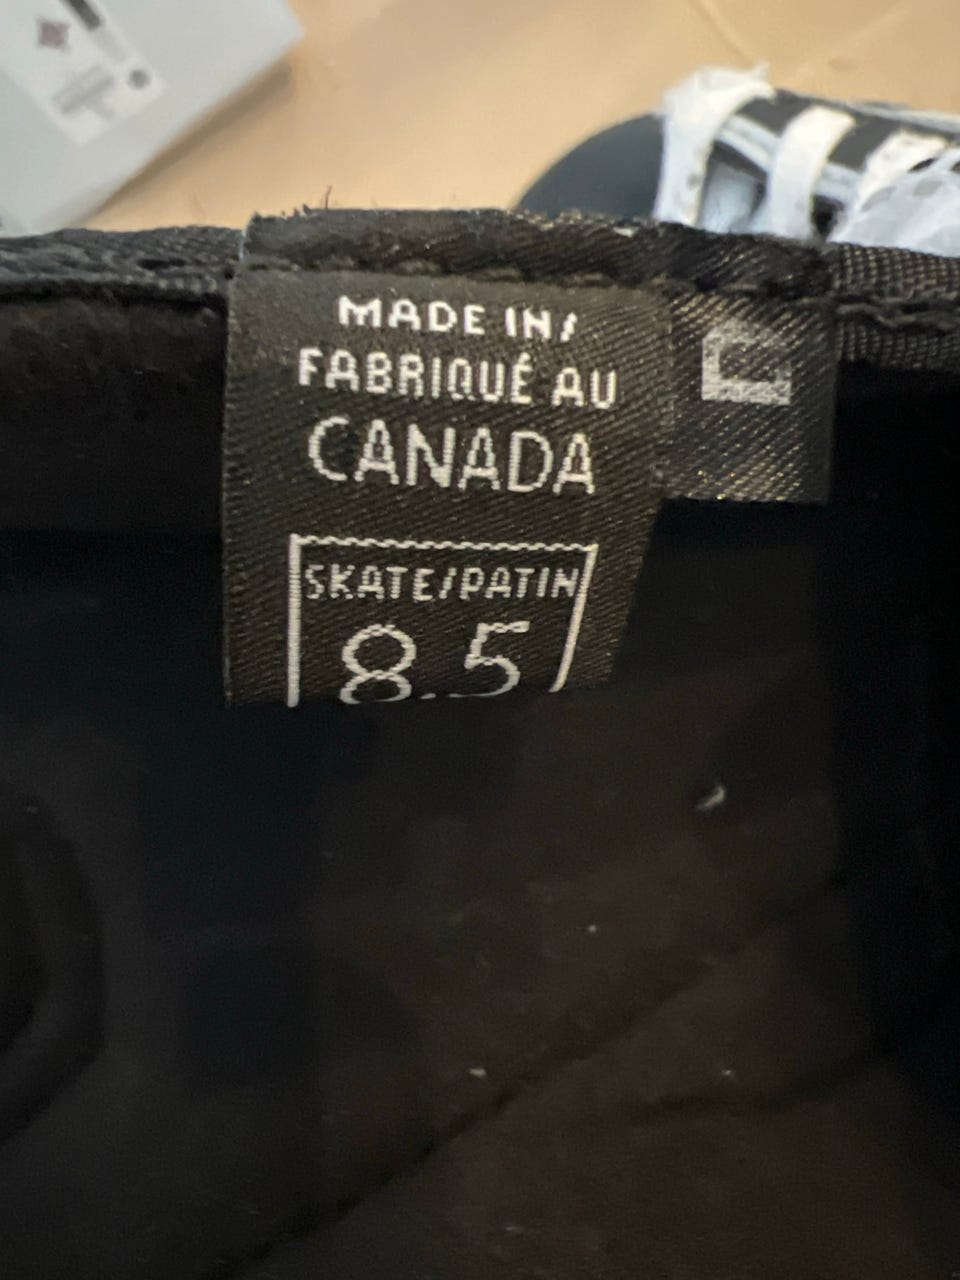 MADE IN/
FABRIQUÉ AU
CANADA
SKATE/PATIN
8.5